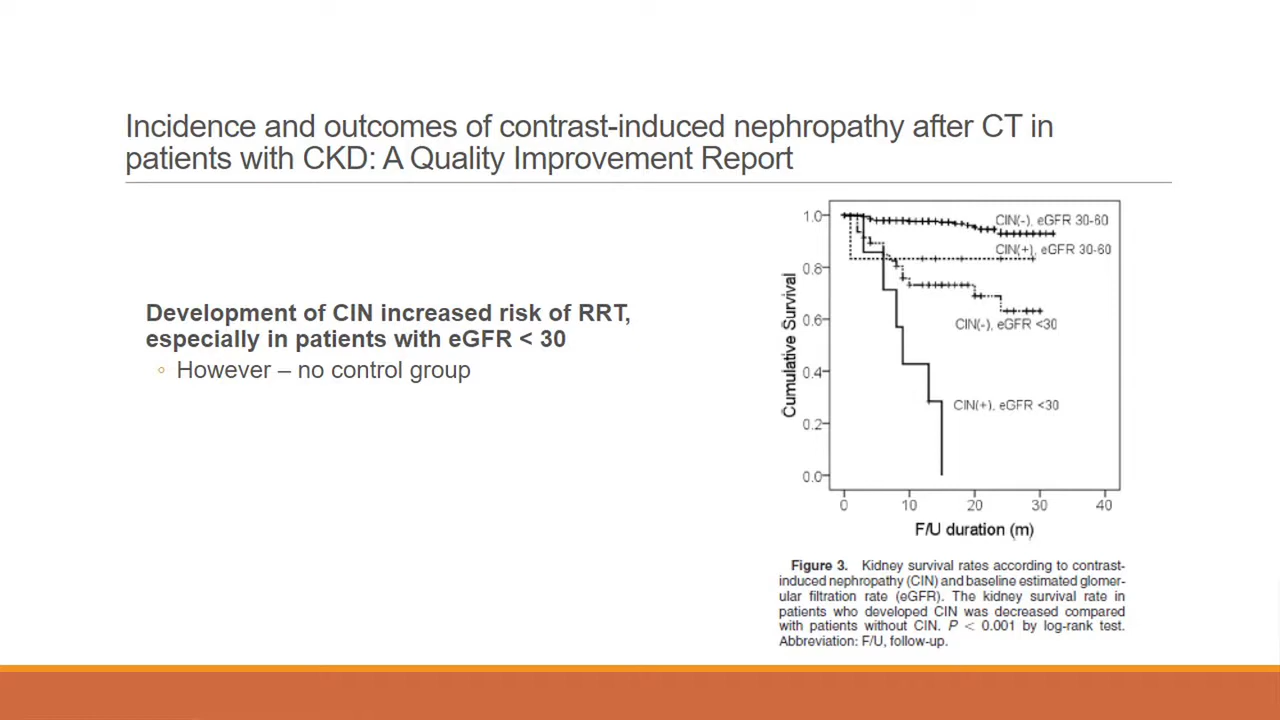 Incidence and outcomes of contrast-induced nephropathy after CT in
patients with CKD: A Quality Improvement Report
Development of CIN increased risk of RRT,
especially in patients with eGFR < 30
◦ However – no control group
Cumulative Survival
1.0
0.8
0.6
0.4
0.2
0.0
CIN(-), eGFR 30-60
CIN(+), eGFR 30-60
CIN(-), eGFR <30
CIN(+), eGFR <30
0 10 20 30 40
F/U duration (m)
Figure 3. Kidney survival rates according to contrast-
induced nephropathy (CIN) and baseline estimated glomer-
ular filtration rate (eGFR). The kidney survival rate in
patients who developed CIN was decreased compared
with patients without CIN. P < 0.001 by log-rank test.
Abbreviation: F/U, follow-up.